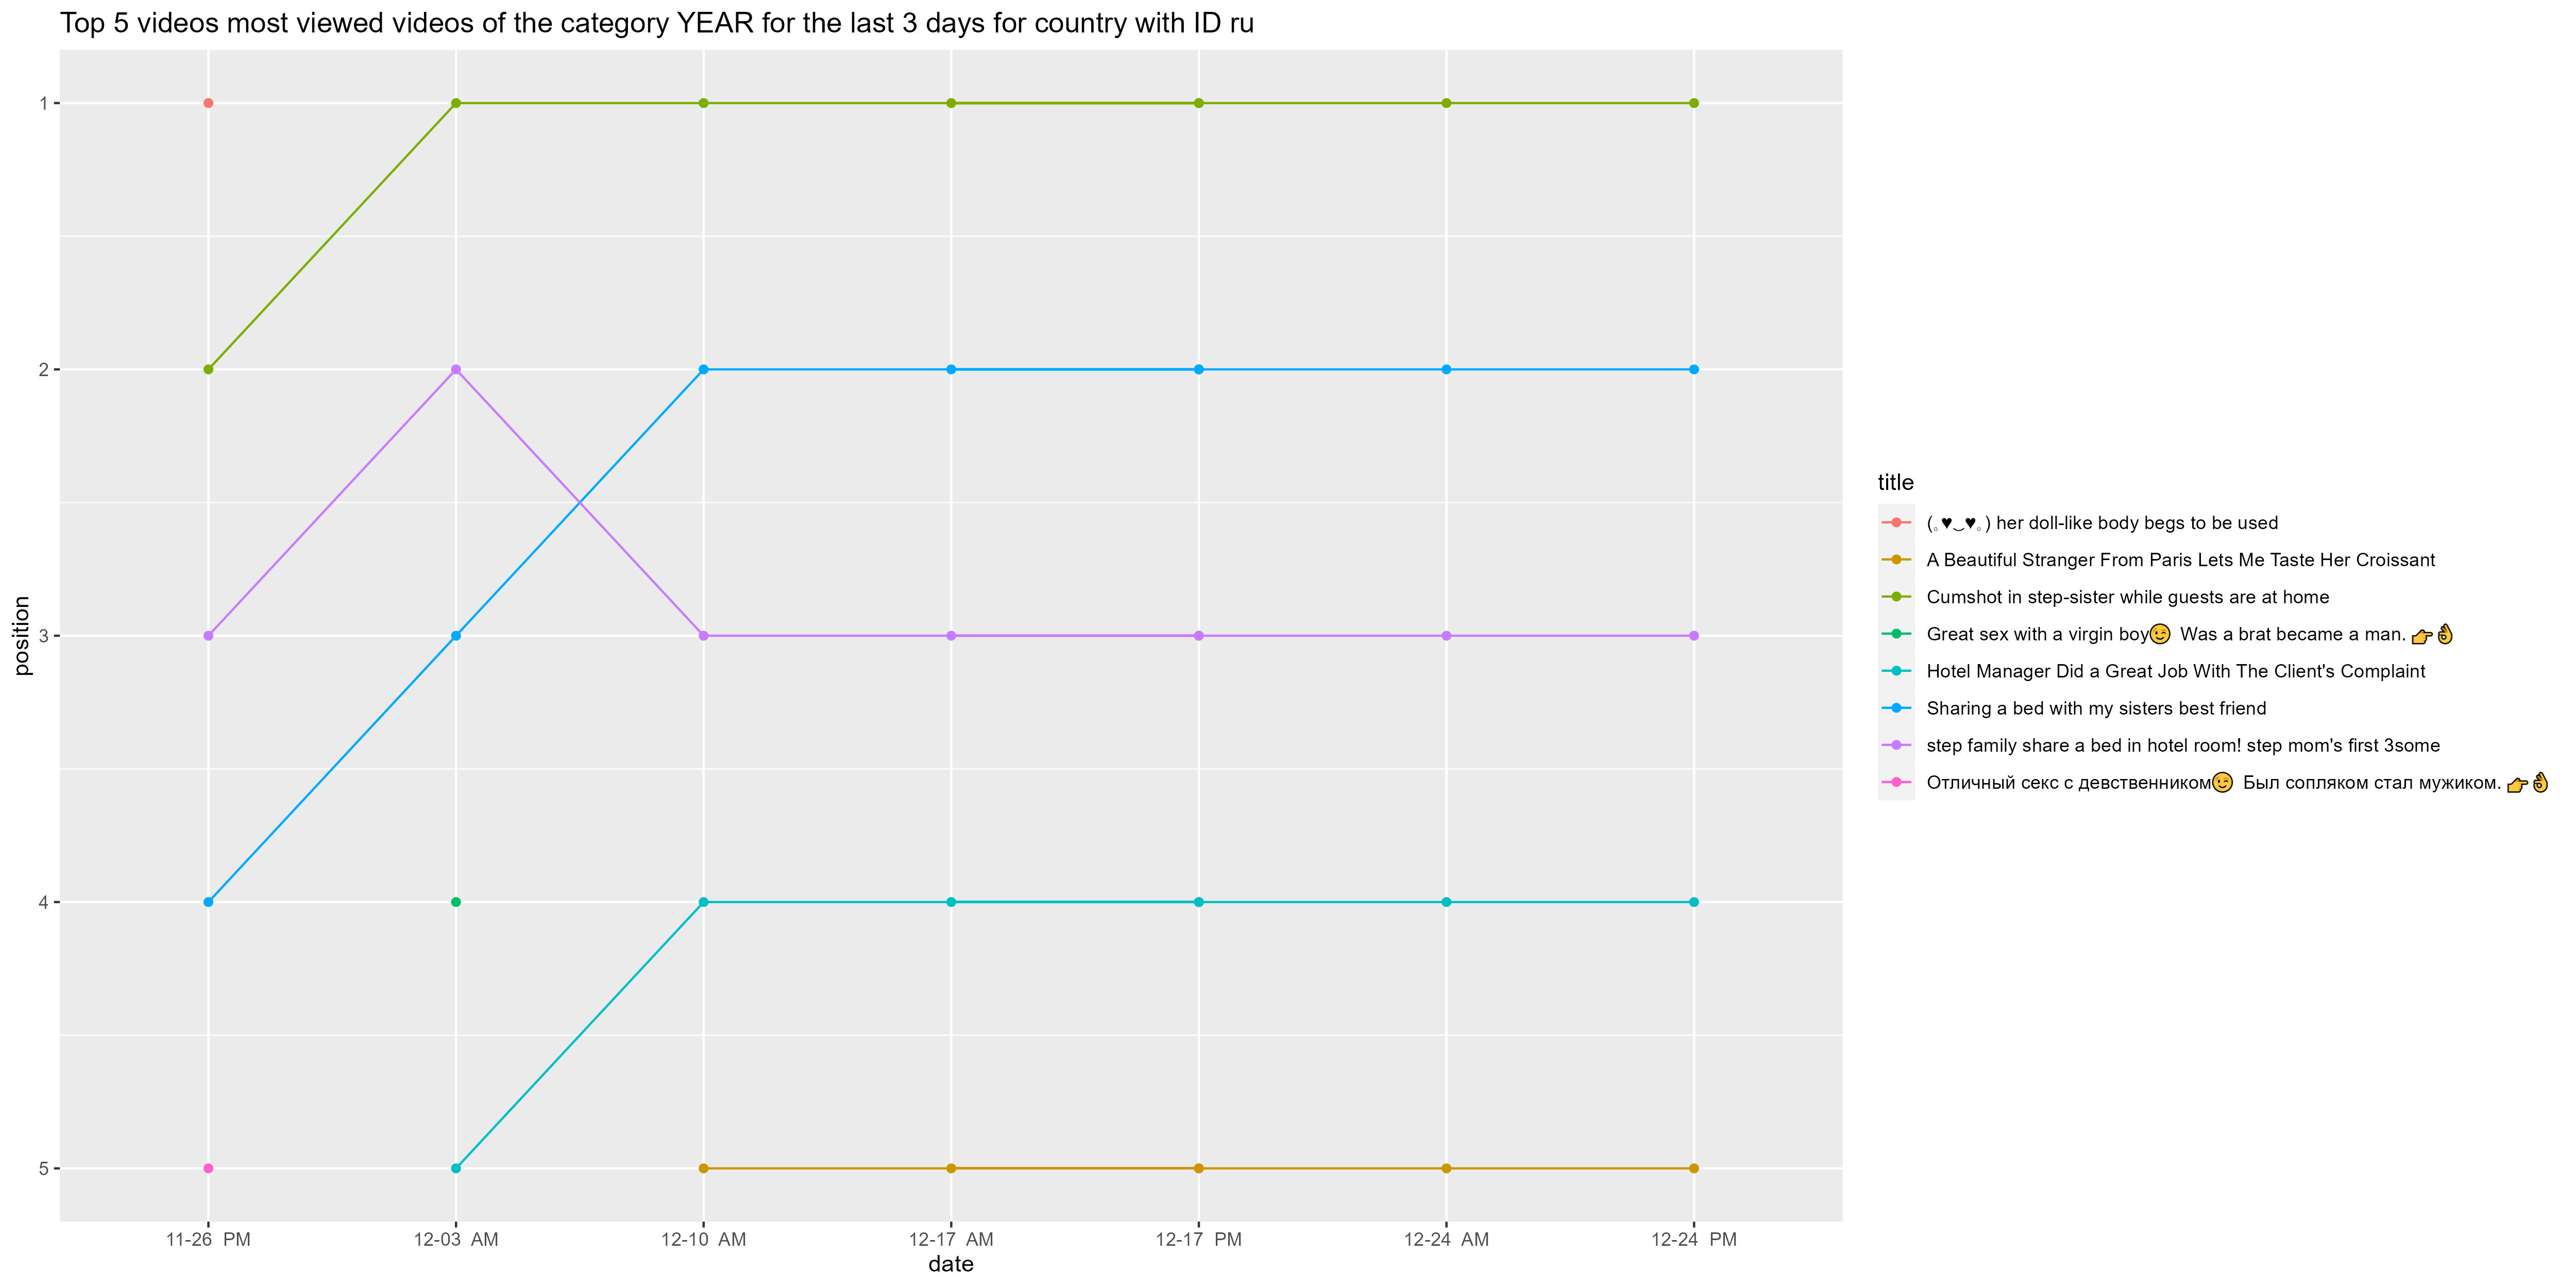 Top 5 videos most viewed videos of the category YEAR for the last 3 days for country with ID ru
position
1
2
3
4
5
11-26 PM
12-03 AM
12-10 AM
12-17 AM
12-17 PM
12-24 AM
12-24 PM
date
title
(｡♥‿♥｡) her doll-like body begs to be used
A Beautiful Stranger From Paris Lets Me Taste Her Croissant
Cumshot in step-sister while guests are at home
Great sex with a virgin boy😉 Was a brat became a man. 👉👌
Hotel Manager Did a Great Job With The Client's Complaint
Sharing a bed with my sisters best friend
step family share a bed in hotel room! step mom's first 3some
Отличный секс с девственником😉 Был сопляком стал мужиком. 👉👌